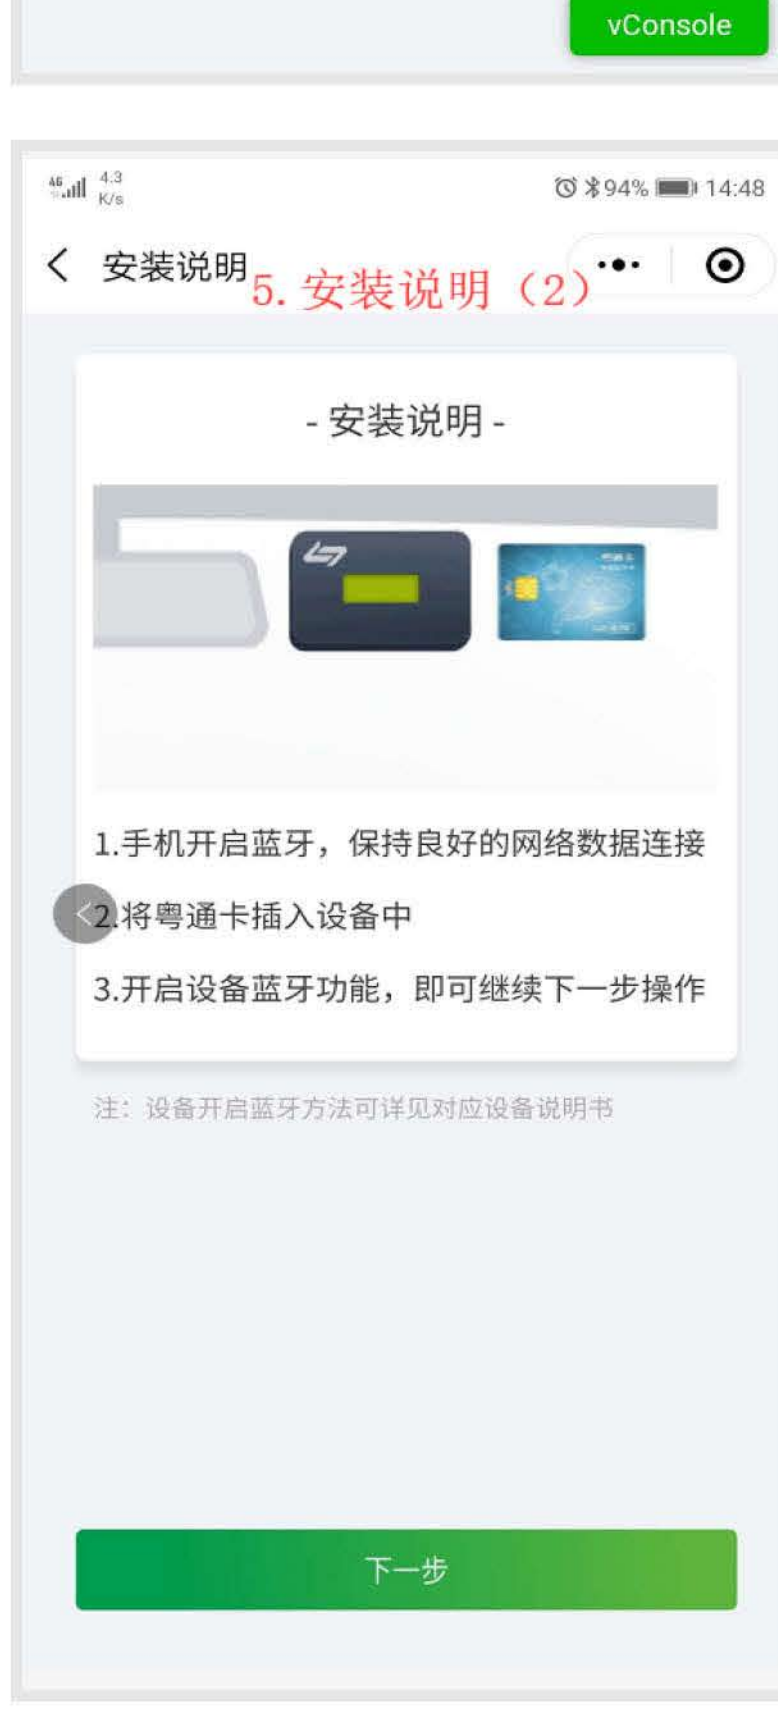 vConsole
4G
4.3
K/s
94%
14:48
安装说明
5.安装说明（2）
- 安装说明 -
1.手机开启蓝牙，保持良好的网络数据连接
2.将粤通卡插入设备中
3.开启设备蓝牙功能，即可继续下一步操作
注：设备开启蓝牙方法可详见对应设备说明书
下一步